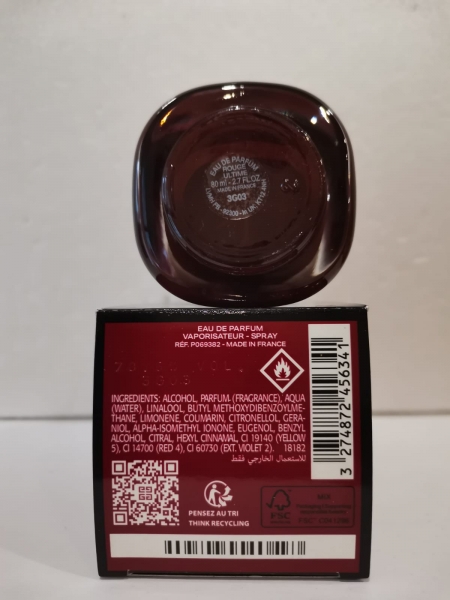 EAU DE PARFUM
ROUGE
ULTIME
80 ml - 2.7 FL.OZ
MADE IN FRANCE
3G03
EAU DE PARFUM
VAPORISATEUR - SPRAY
RÉF. P069382 - MADE IN FRANCE
3G03
INGREDIENTS: ALCOHOL, PARFUM (FRAGRANCE), AQUA
(WATER), LINALOOL, BUTYL METHOXYDIBENZOYLME-
THANE, LIMONENE, COUMARIN, CITRONELLOL, GERA-
NIOL, ALPHA-ISOMETHYL IONONE, EUGENOL, BENZYL
ALCOHOL, CITRAL, HEXYL CINNAMAL, CI 19140 (YELLOW
5), CI 14700 (RED 4), CI 60730 (EXT. VIOLET 2). 18182
للاستعمال الخارجي فقط
3 274872 456341
PENSEZ AU TRI
THINK RECYCLING
FSC
MIX